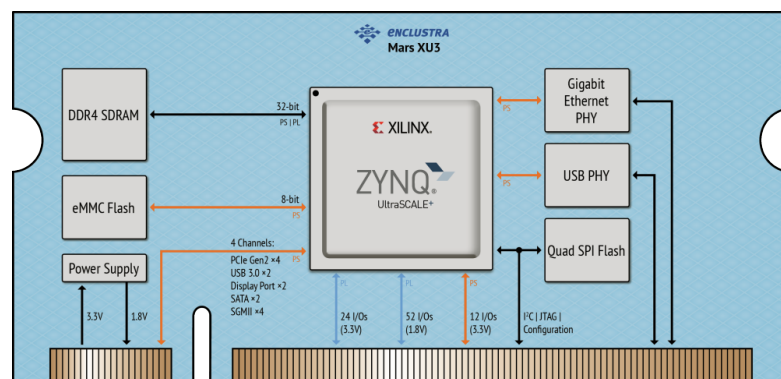 enclustra
Mars XU3
DDR4 SDRAM
32-bit
PS | PL
XILINX.
ZYNQ®
UltraSCALE+
Gigabit
Ethernet
PHY
PS
USB PHY
PS
eMMC Flash
8-bit
PS
4 Channels:
PCIe Gen2 ×4
USB 3.0 ×2
Display Port ×2
SATA ×2
SGMII ×4
PS
Quad SPI Flash
Power Supply
3.3V
1.8V
PL
24 I/Os
(3.3V)
PL
52 I/Os
(1.8V)
PS
12 I/Os
(3.3V)
I²C | JTAG |
Configuration